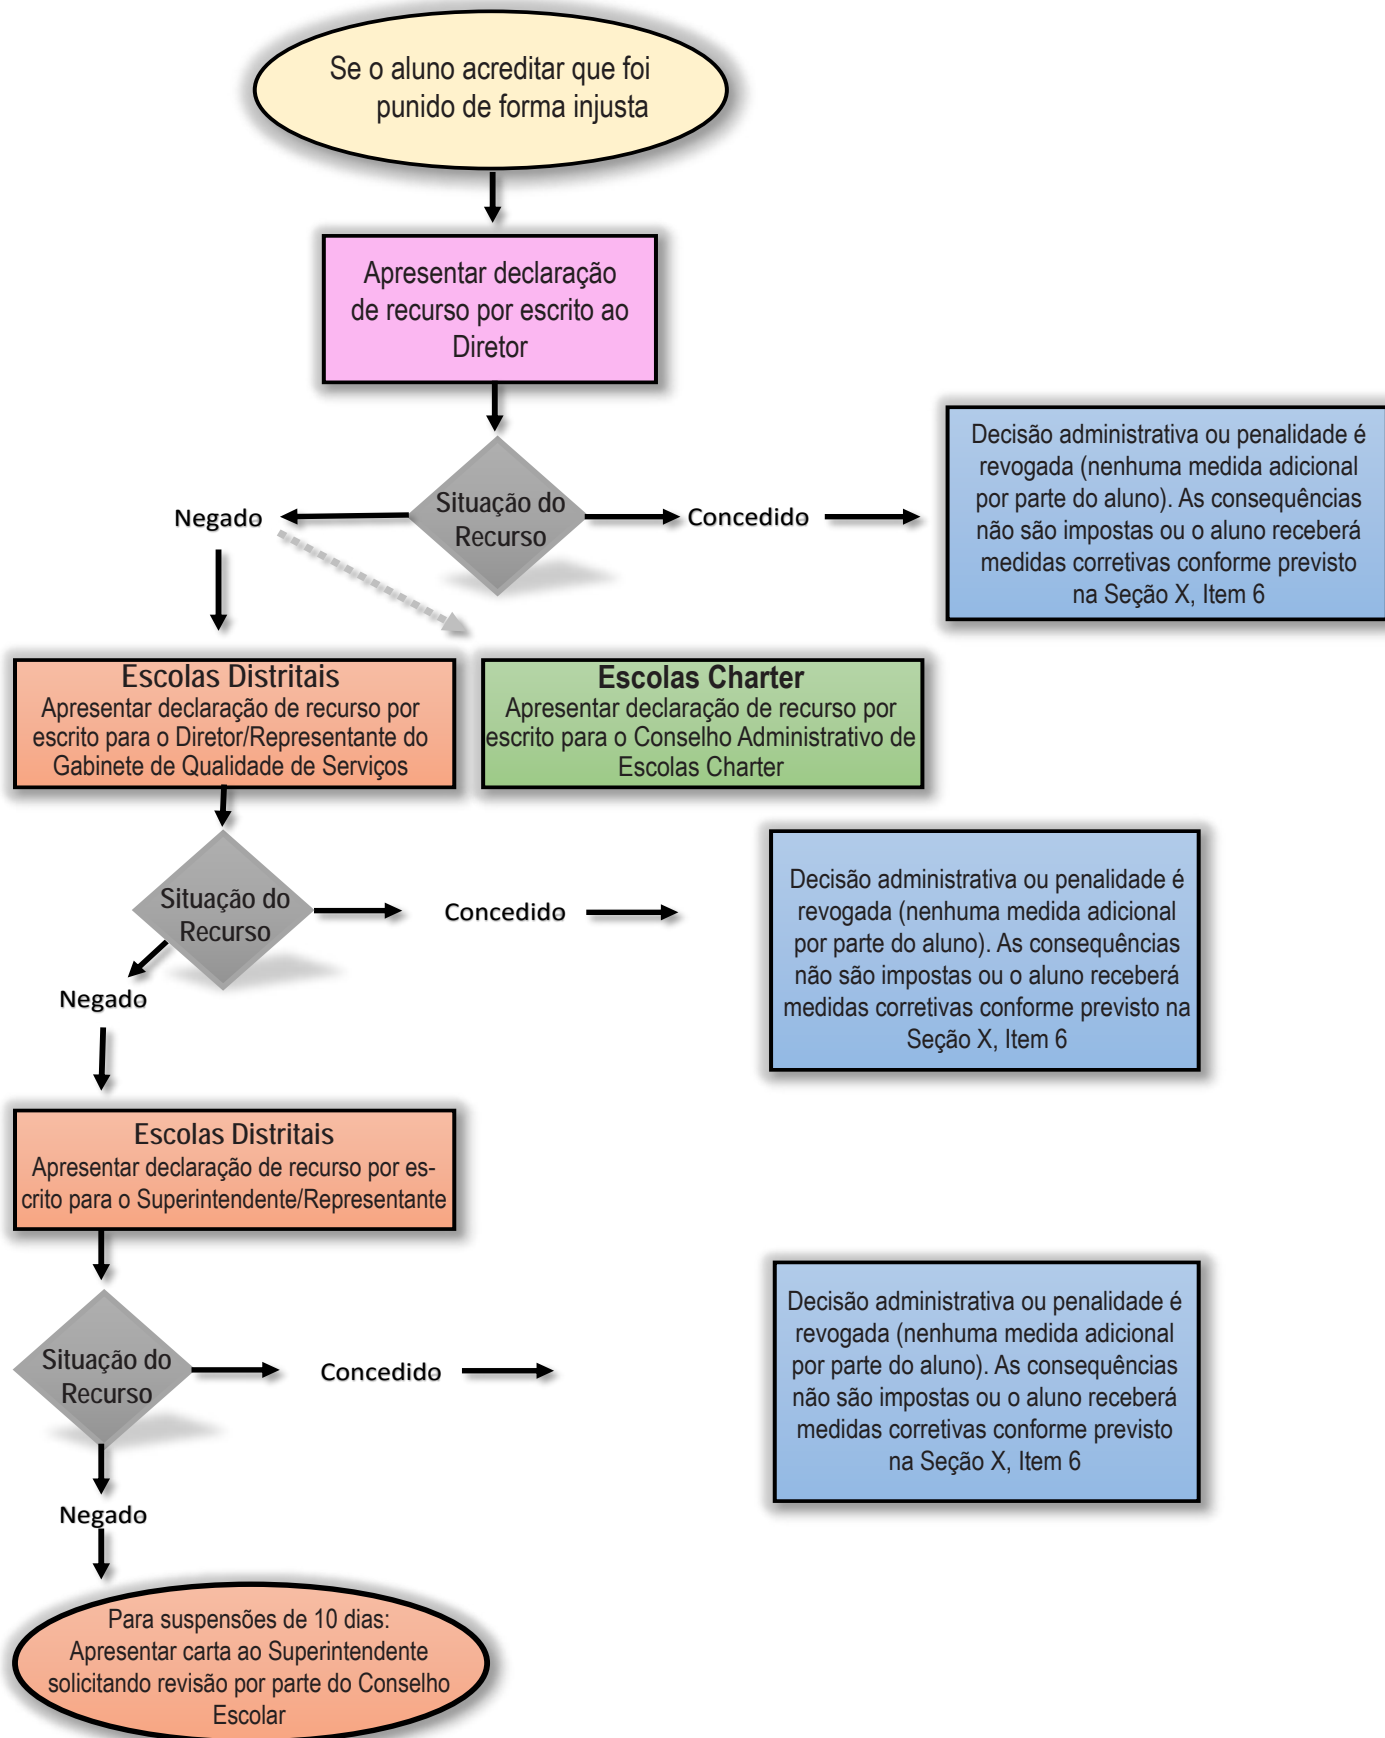 Se o aluno acreditar que foi
punido de forma injusta
Apresentar declaração
de recurso por escrito ao
Diretor
Situação do
Recurso
Negado
Concedido
Decisão administrativa ou penalidade é
revogada (nenhuma medida adicional
por parte do aluno). As consequências
não são impostas ou o aluno receberá
medidas corretivas conforme previsto
na Seção X, Item 6
Escolas Distritais
Apresentar declaração de recurso por
escrito para o Diretor/Representante do
Gabinete de Qualidade de Serviços
Escolas Charter
Apresentar declaração de recurso por
escrito para o Conselho Administrativo de
Escolas Charter
Situação do
Recurso
Concedido
Negado
Decisão administrativa ou penalidade é
revogada (nenhuma medida adicional
por parte do aluno). As consequências
não são impostas ou o aluno receberá
medidas corretivas conforme previsto na
Seção X, Item 6
Escolas Distritais
Apresentar declaração de recurso por es-
crito para o Superintendente/Representante
Situação do
Recurso
Concedido
Negado
Decisão administrativa ou penalidade é
revogada (nenhuma medida adicional
por parte do aluno). As consequências
não são impostas ou o aluno receberá
medidas corretivas conforme previsto
na Seção X, Item 6
Para suspensões de 10 dias:
Apresentar carta ao Superintendente
solicitando revisão por parte do Conselho
Escolar